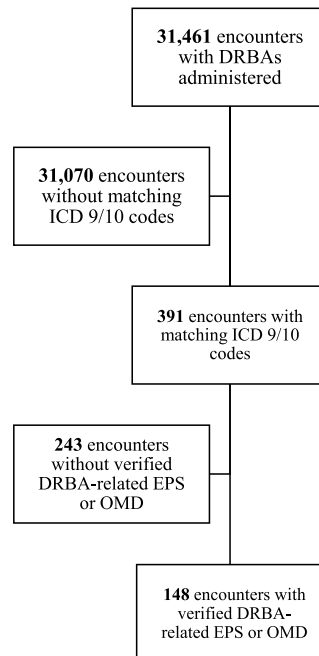 31,461 encounters
with DRBAs
administered
31,070 encounters
without matching
ICD 9/10 codes
391 encounters with
matching ICD 9/10
codes
243 encounters
without verified
DRBA-related EPS
or OMD
148 encounters with
verified DRBA-
related EPS or OMD